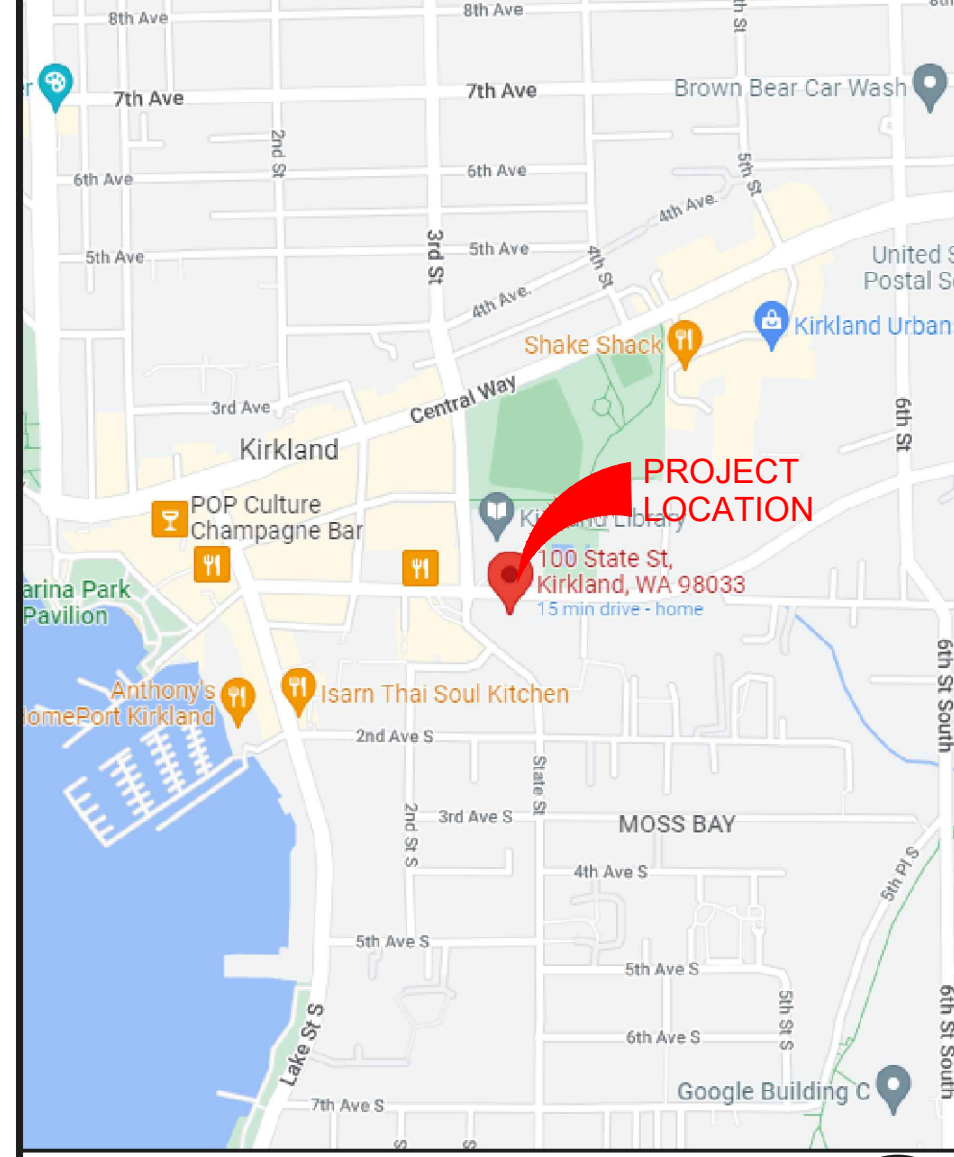 8th Ave
8th Ave
th St
8th
er
7th Ave
7th Ave
Brown Bear Car Wash
2nd St
6th Ave
6th Ave
5th St
4th Ave
3rd St
5th Ave
5th Ave
4th St
United S
Postal Se
4th Ave
Shake Shack
Kirkland Urban
3rd Ave
Central Way
6th St
Kirkland
PROJECT
LOCATION
POP Culture
Champagne Bar
Kirkland Library
100 State St,
Kirkland, WA 98033
15 min drive - home
arina Park
Pavilion
6th St South
Anthony's
HomePort Kirkland
Isarn Thai Soul Kitchen
2nd Ave S
State St
2nd St S
3rd Ave S
MOSS BAY
4th Ave S
5th Pl S
5th Ave S
5th Ave S
5th St S
6th St South
Lake St S
6th Ave S
Google Building C
7th Ave S
S
S